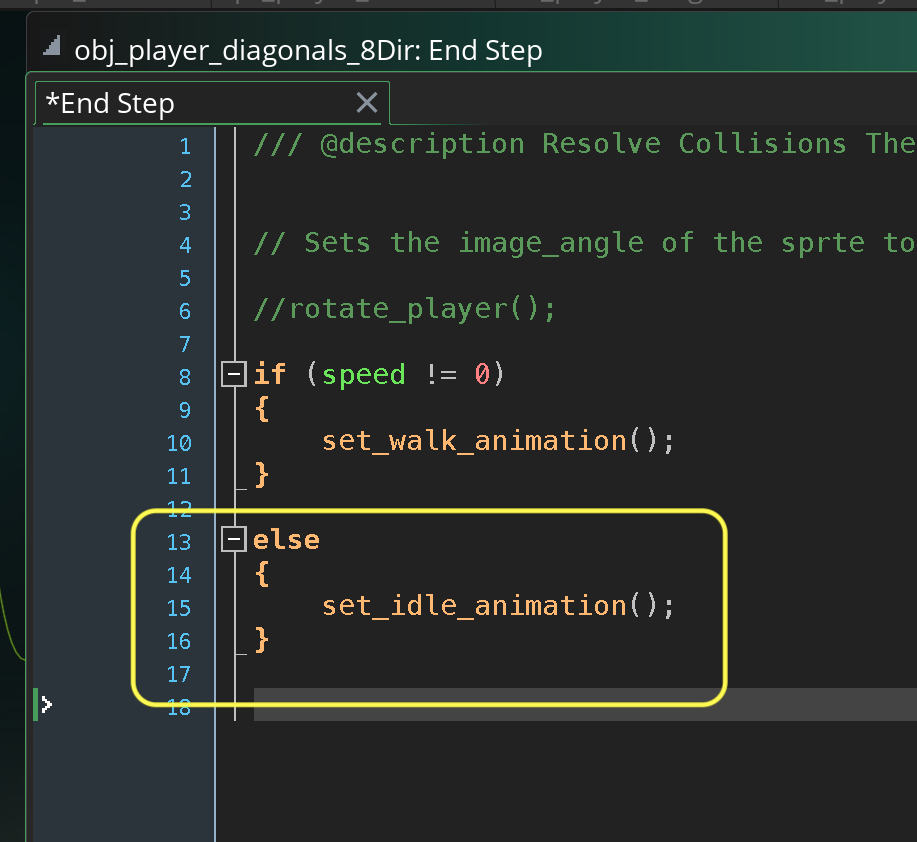 obj_player_diagonals_8Dir: End Step
*End Step
1 /// @description Resolve Collisions The
2
3
4 // Sets the image_angle of the sprte to
5
6 //rotate_player();
7
8 if (speed != 0)
9 {
10 set_walk_animation();
11 }
12
13 else
14 {
15 set_idle_animation();
16 }
17
18